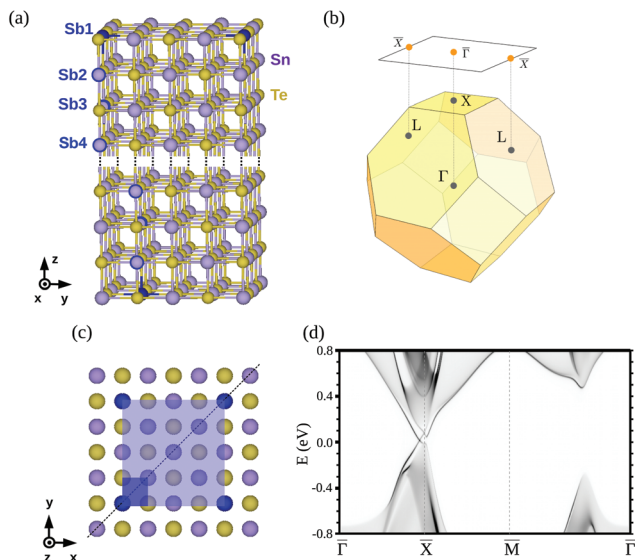 (a)
Sb1
Sb2
Sb3
Sb4
Sn
Te
z
x
y
(b)
X̅
Γ̅
X̅
X
L
L
Γ
(c)
y
z
x
(d)
E (eV)
0.8
0.4
0.0
-0.4
-0.8
Γ̅
X̅
M̅
Γ̅